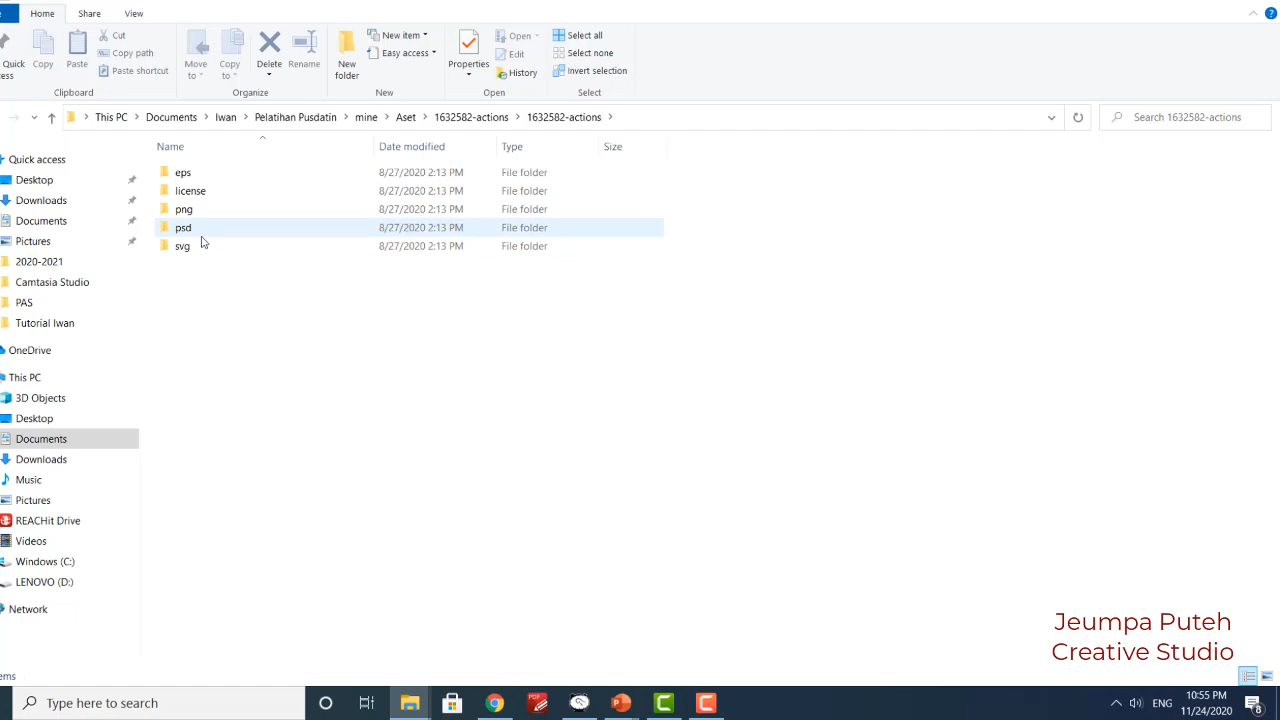 Home Share View
Quick access
Copy
Paste
Cut
Copy path
Paste shortcut
Clipboard
Move to
Copy to
Delete
Rename
Organize
New folder
New item
Easy access
New
Properties
Open
Edit
History
Open
Select all
Select none
Invert selection
Select
This PC > Documents > Iwan > Pelatihan Pusdatin > mine > Aset > 1632582-actions > 1632582-actions >
Search 1632582-actions
Name Date modified Type Size
eps 8/27/2020 2:13 PM File folder
license 8/27/2020 2:13 PM File folder
png 8/27/2020 2:13 PM File folder
psd 8/27/2020 2:13 PM File folder
svg 8/27/2020 2:13 PM File folder
Quick access
Desktop
Downloads
Documents
Pictures
2020-2021
Camtasia Studio
PAS
Tutorial Iwan
OneDrive
This PC
3D Objects
Desktop
Documents
Downloads
Music
Pictures
REACHit Drive
Videos
Windows (C:)
LENOVO (D:)
Network
Jeumpa Puteh
Creative Studio
Type here to search
PDF
ENG
10:55 PM
11/24/2020
8